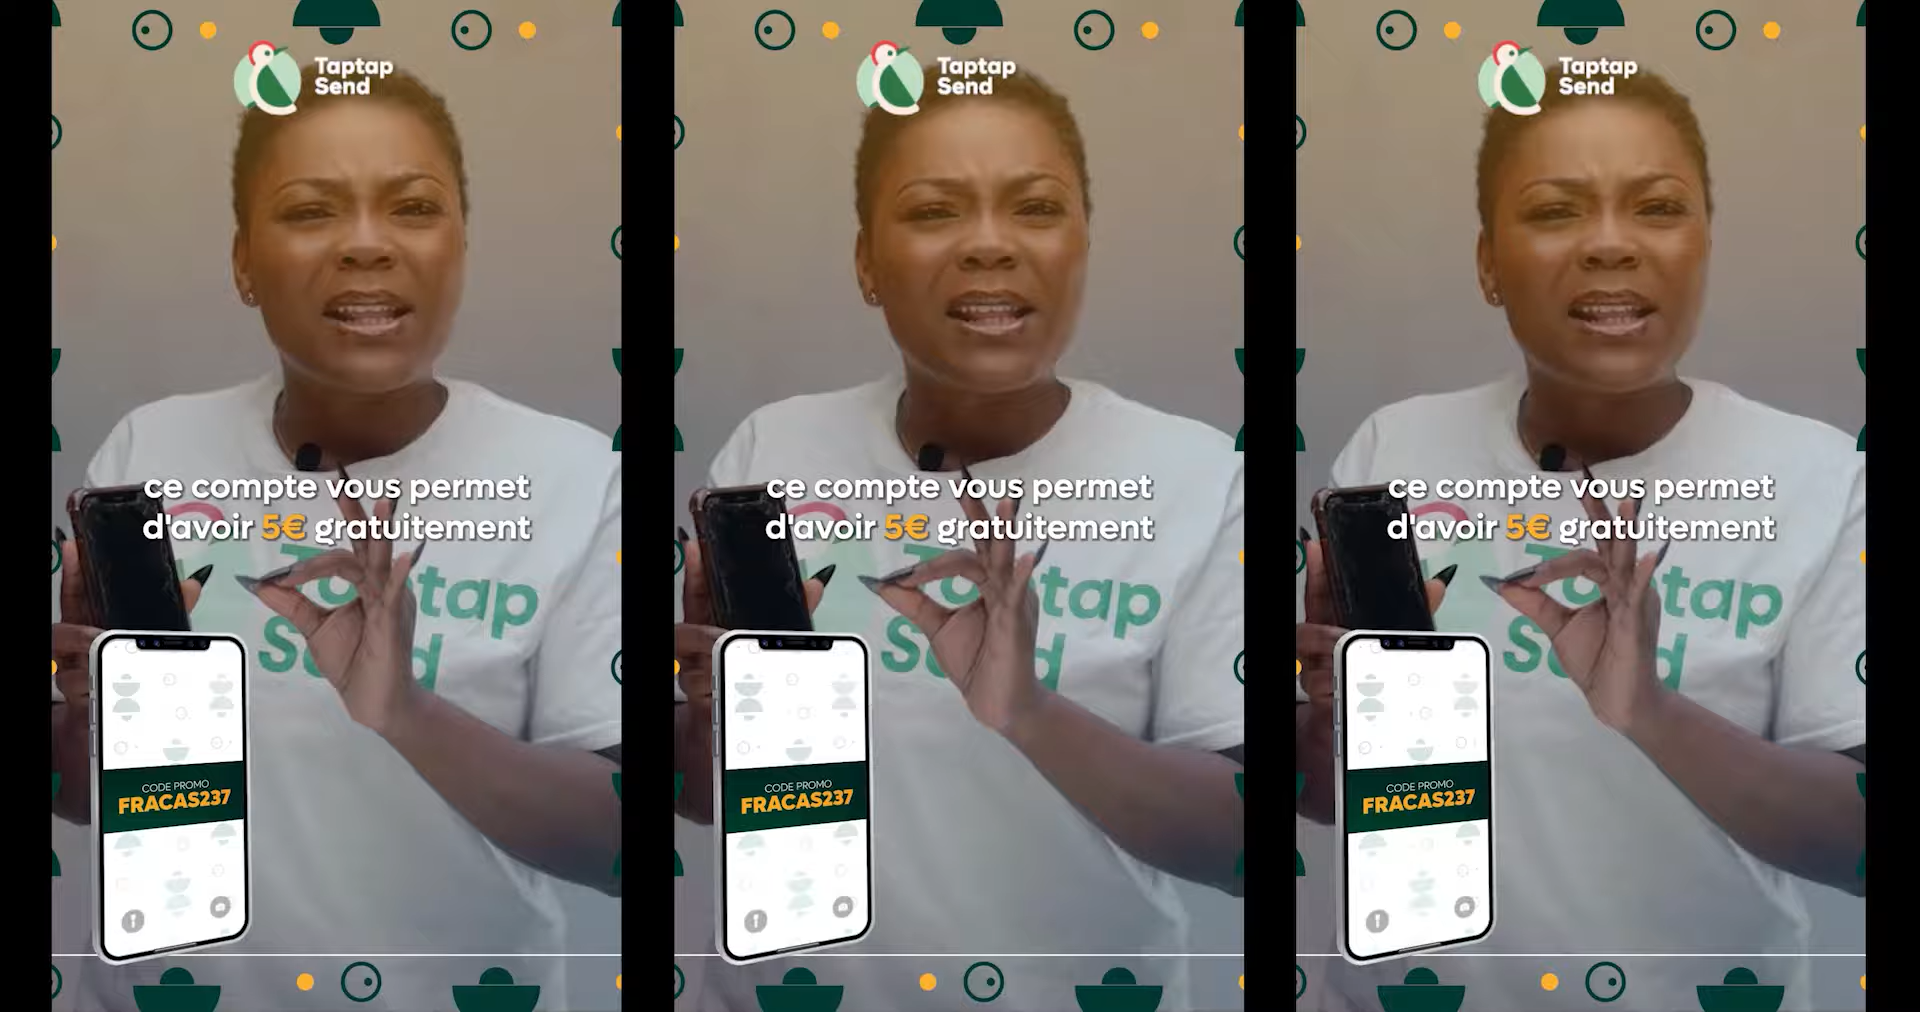 Taptap
Send
ce compte vous permet
d'avoir 5€ gratuitement
CODE PROMO
FRACAS237
Taptap
Send
ce compte vous permet
d'avoir 5€ gratuitement
CODE PROMO
FRACAS237
Taptap
Send
ce compte vous permet
d'avoir 5€ gratuitement
CODE PROMO
FRACAS237